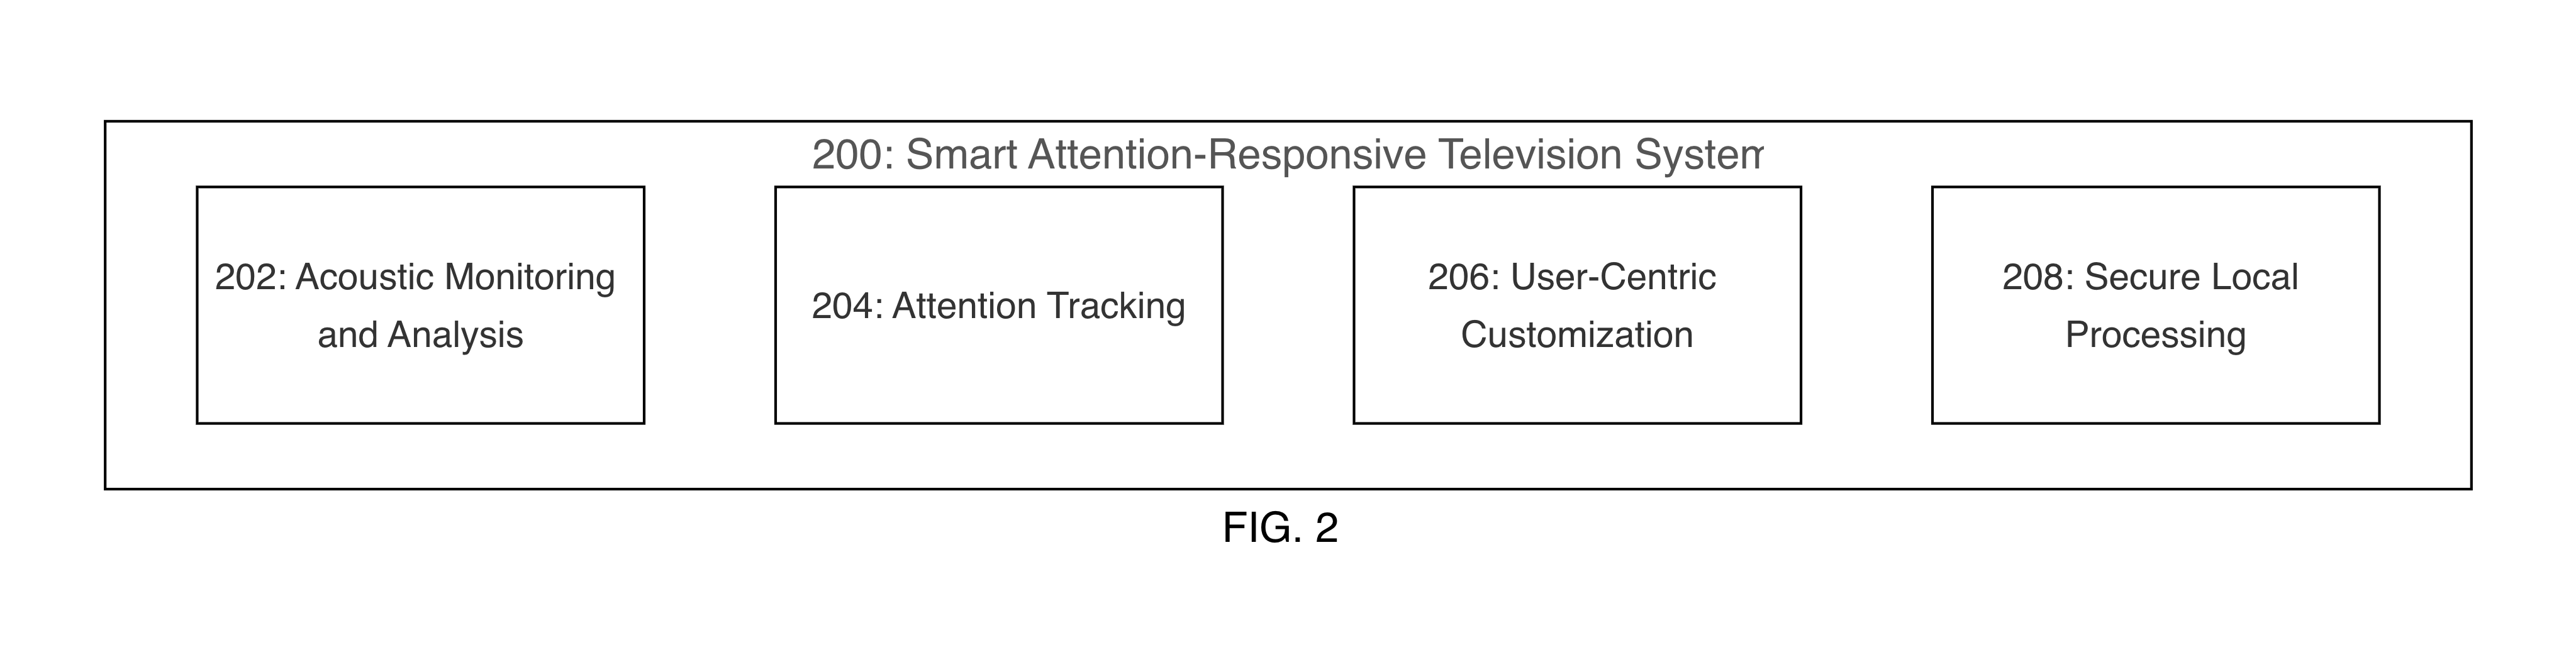 200: Smart Attention-Responsive Television System
202: Acoustic Monitoring
and Analysis
204: Attention Tracking
206: User-Centric
Customization
208: Secure Local
Processing
FIG. 2